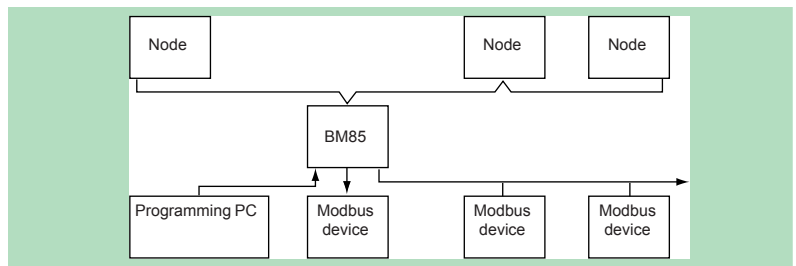 Node
Node
Node
BM85
Programming PC
Modbus
device
Modbus
device
Modbus
device